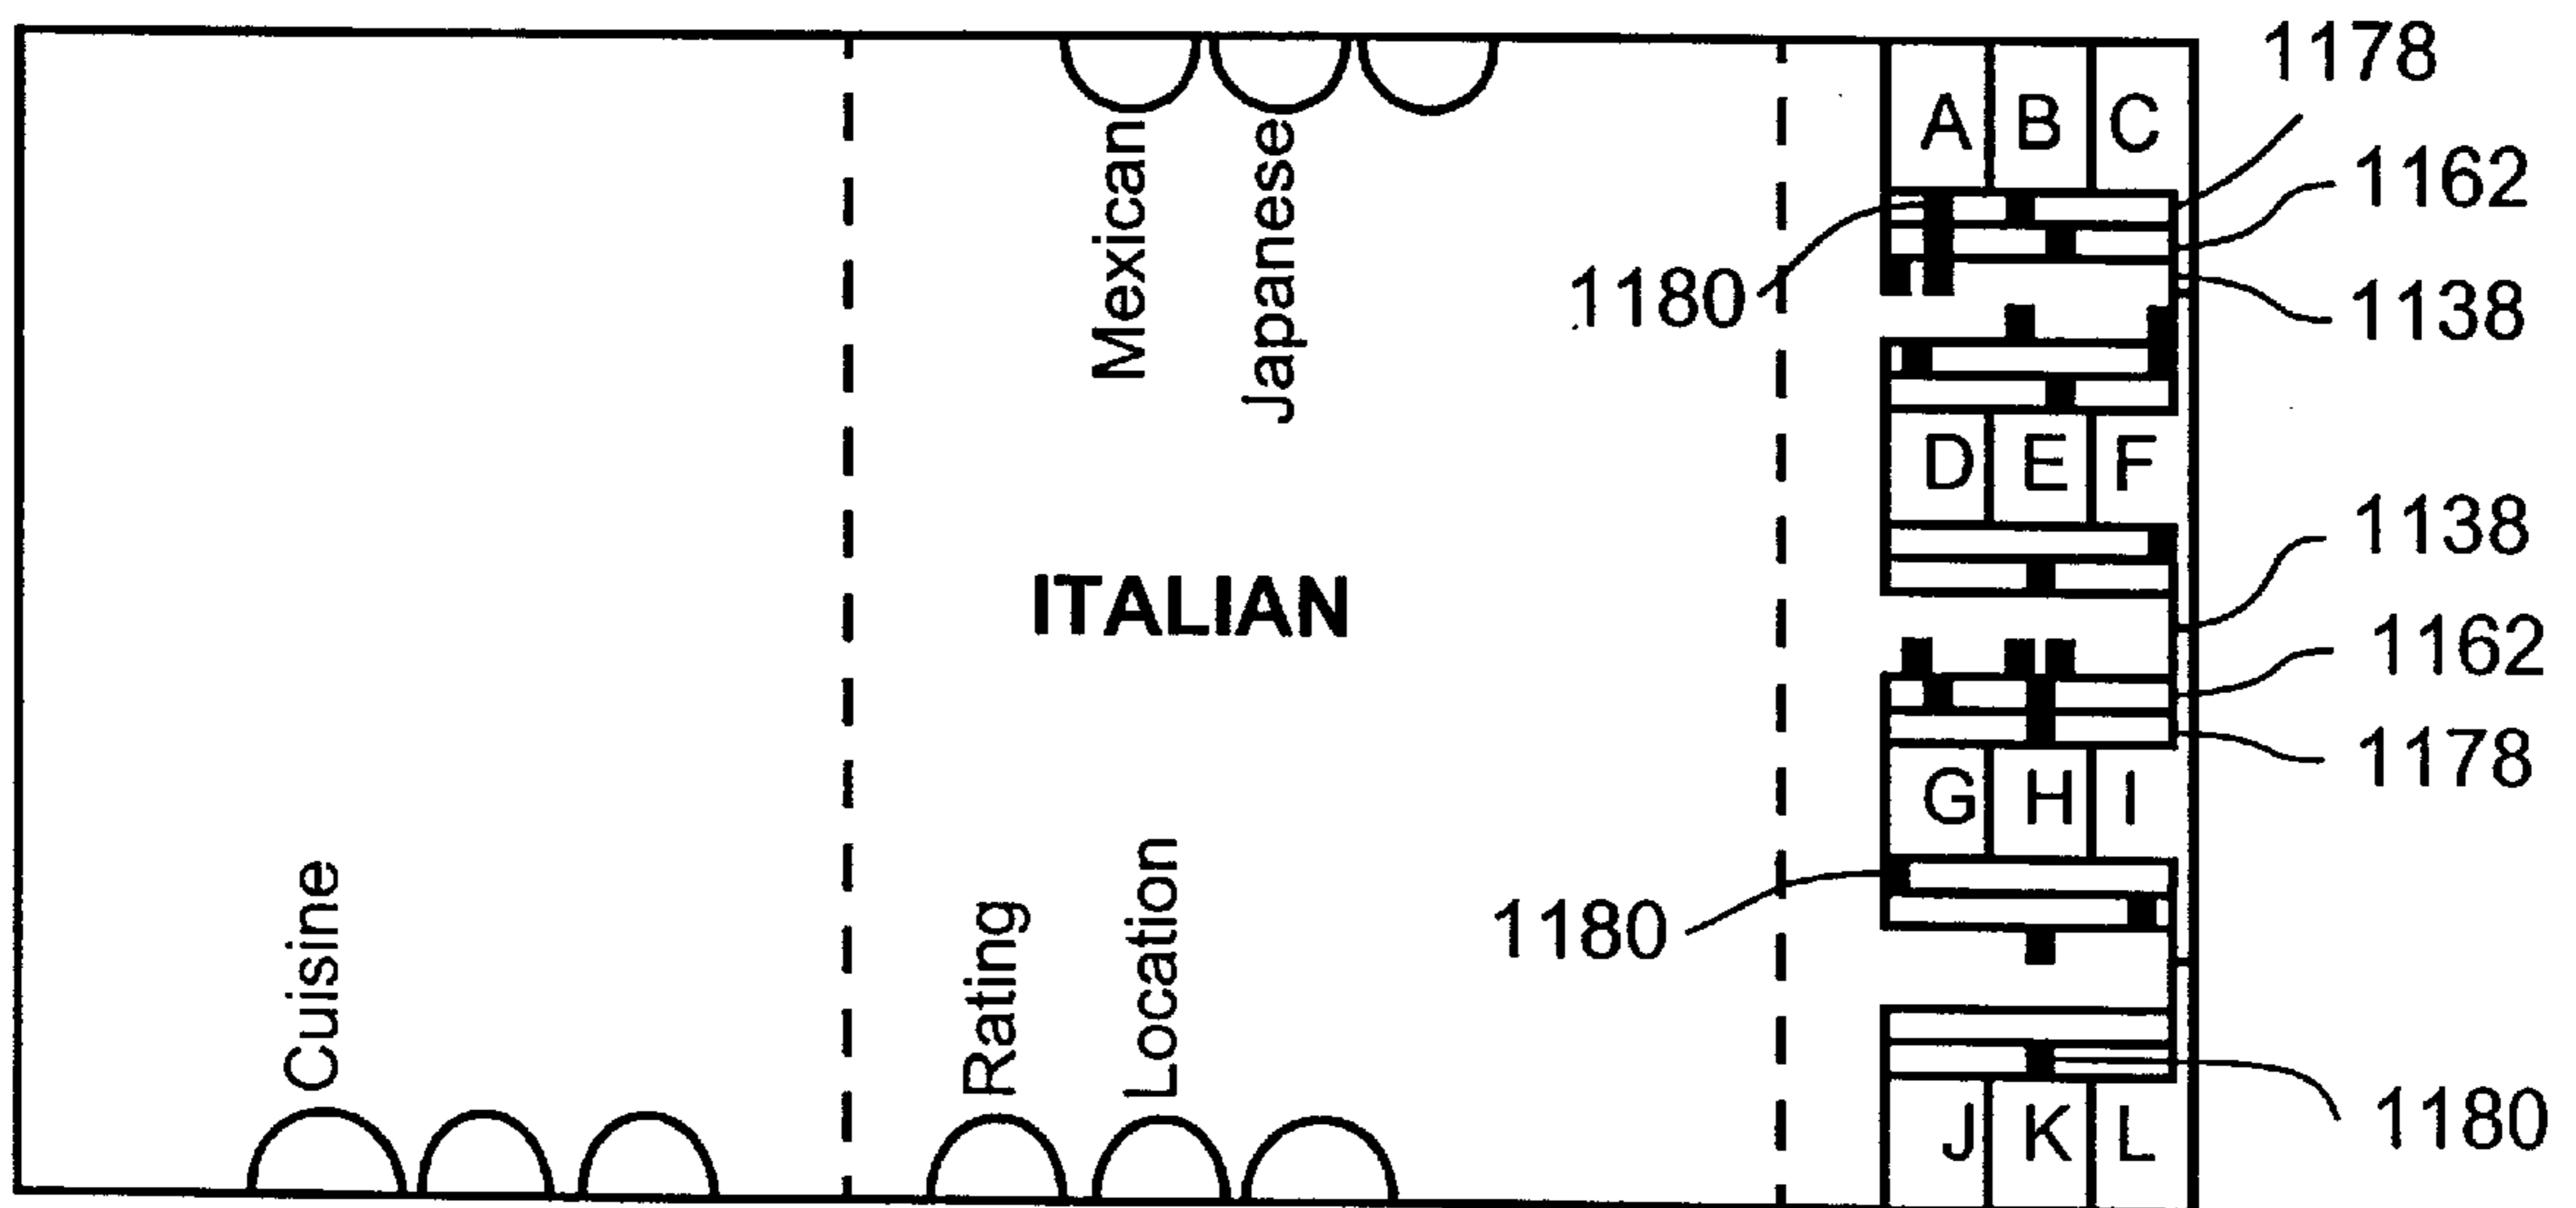 1178
A B C
1162
Mexican
Japanese
1180
1138
D E F
1138
ITALIAN
1162
1178
G H I
Cuisine
Rating
Location
1180
1180
J K L